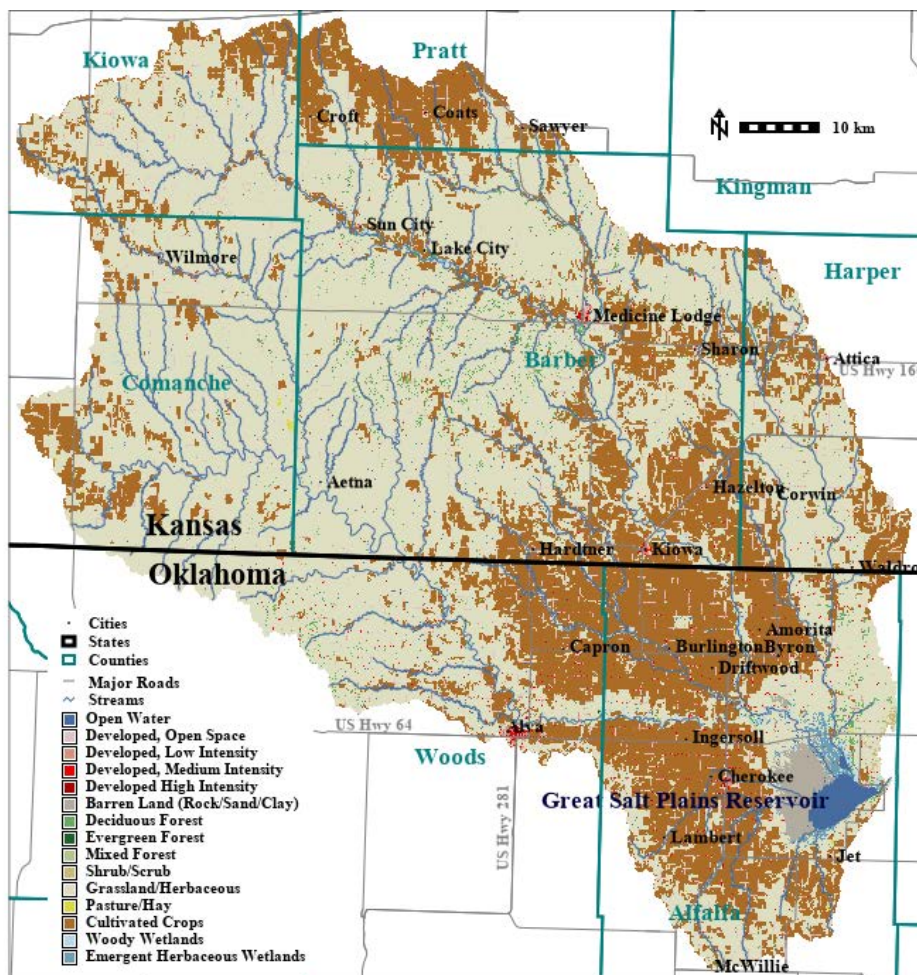 Kiowa
Pratt
Croft
Coats
Sawyer
N
10 km
Kingman
Sun City
Lake City
Wilmore
Harper
Medicine Lodge
Barber
Sharon
Attica
US Hwy 160
Comanche
Aetna
Hazelton
Corwin
Kansas
Hardtner
Kiowa
Oklahoma
Waldro
Cities
States
Counties
Major Roads
Streams
Open Water
Developed, Open Space
Developed, Low Intensity
Developed, Medium Intensity
Developed High Intensity
Barren Land (Rock/Sand/Clay)
Deciduous Forest
Evergreen Forest
Mixed Forest
Shrub/Scrub
Grassland/Herbaceous
Pasture/Hay
Cultivated Crops
Woody Wetlands
Emergent Herbaceous Wetlands
Amorita
Capron
Burlington
Byron
Driftwood
US Hwy 64
Alva
Ingersoll
Woods
Cherokee
Great Salt Plains Reservoir
US Hwy 281
Lambert
Jet
Alfalfa
McWillie